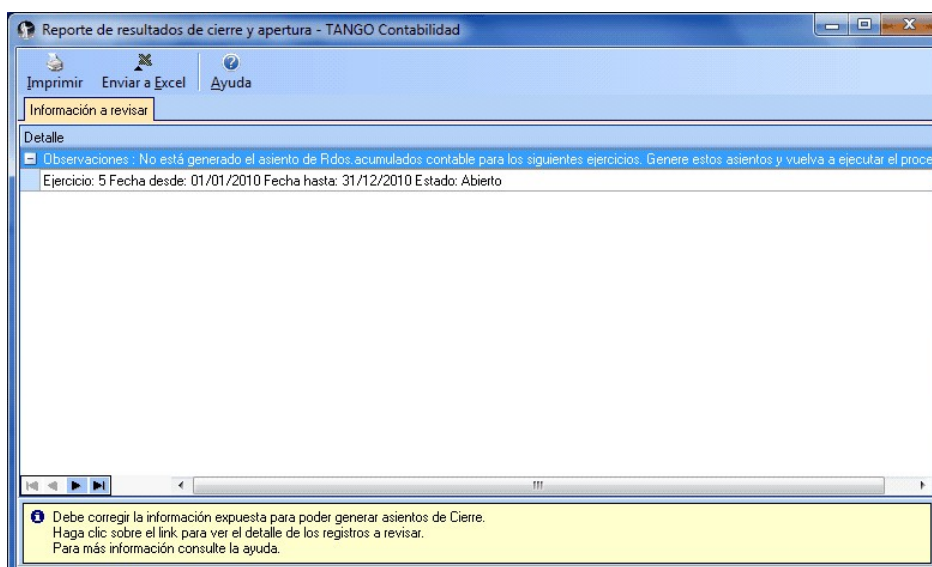 Reporte de resultados de cierre y apertura - TANGO Contabilidad
Imprimir Enviar a Excel Ayuda
Información a revisar
Detalle
Observaciones : No está generado el asiento de Rdos.acumulados contable para los siguientes ejercicios. Genere estos asientos y vuelva a ejecutar el proce
Ejercicio: 5 Fecha desde: 01/01/2010 Fecha hasta: 31/12/2010 Estado: Abierto
Debe corregir la información expuesta para poder generar asientos de Cierre.
Haga clic sobre el link para ver el detalle de los registros a revisar.
Para más información consulte la ayuda.